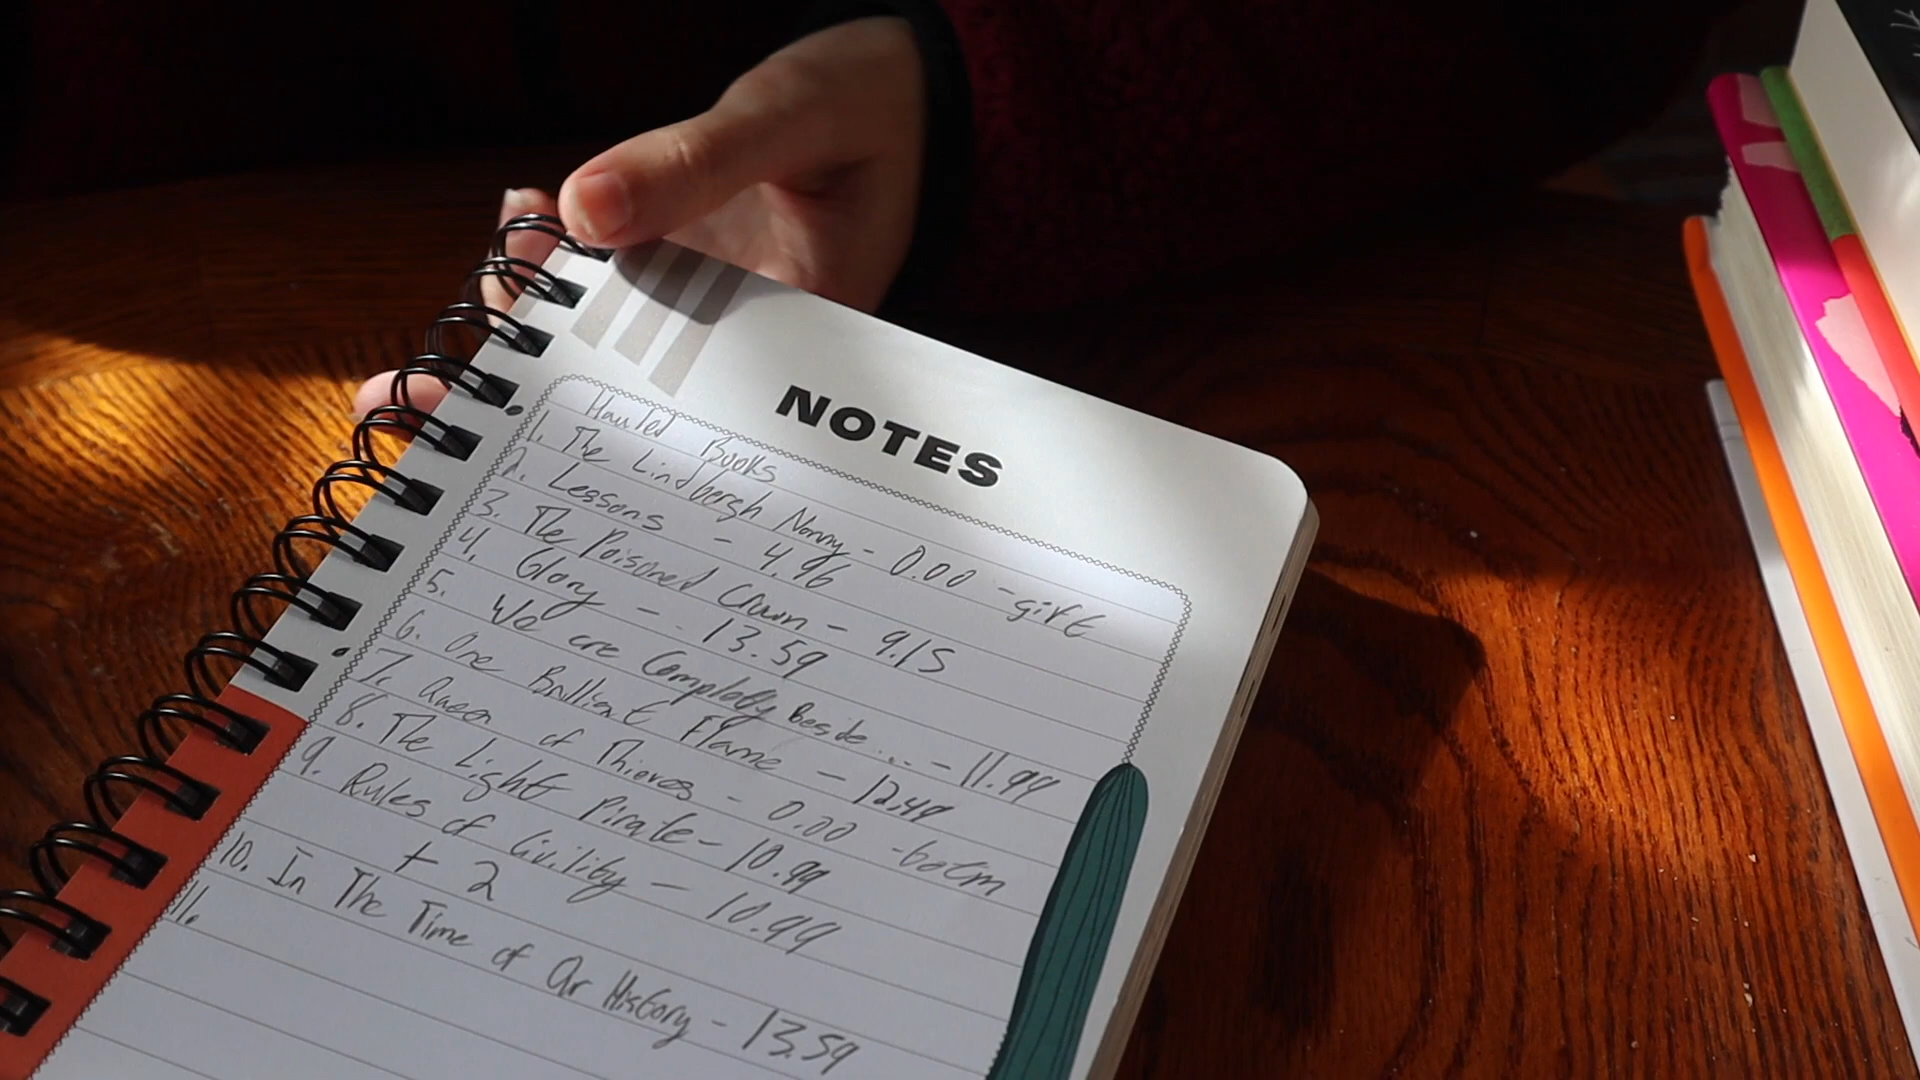 NOTES
Hauled Books
1. The Lindbergh Nanny - 0.00 - gift
2. Lessons - 4.96
3. The Poisoned Crown - 9.15
4. Glory - 13.59
5. We are Completely Beside... - 11.99
6. One Brilliant Flame - 12.49
7. Queen of Thieves - 0.00 - botm
8. The Light Pirate - 10.99
9. Rules of Civility - 10.99
+ 2
10. In The Time of Our History - 13.59
11.